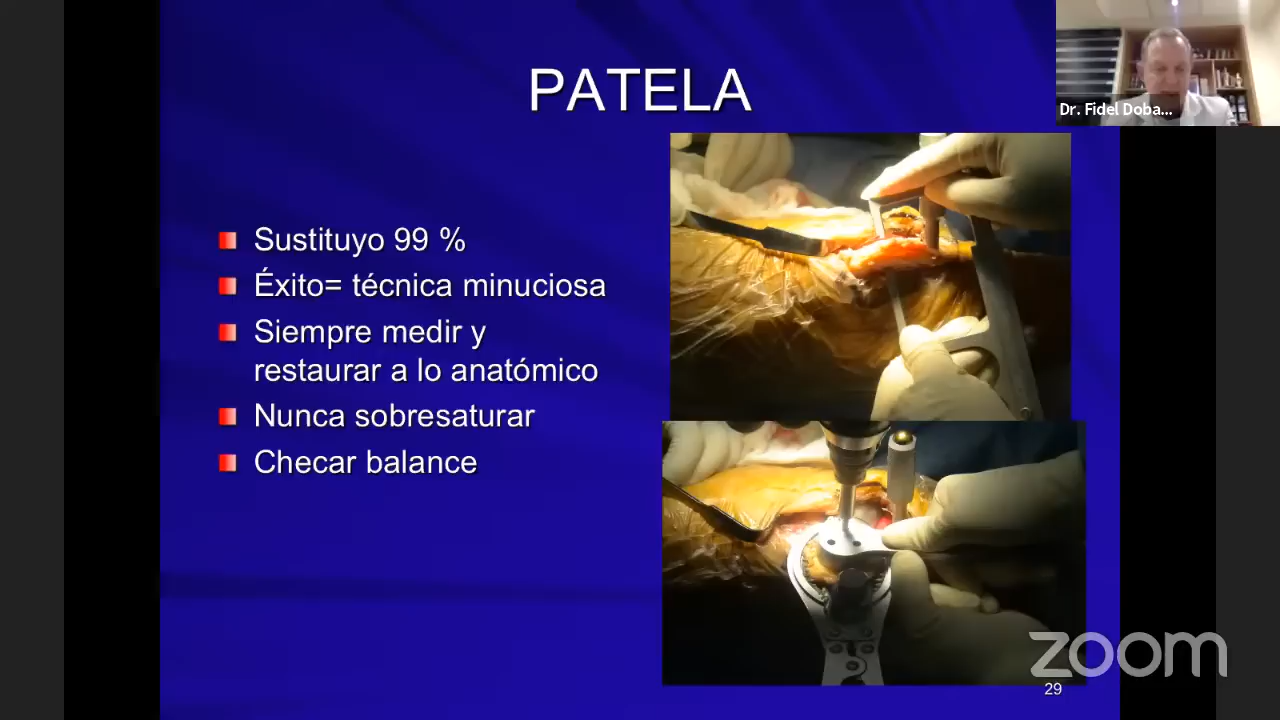 PATELA
Dr. Fidel Doba...
Sustituyo 99 %
Éxito= técnica minuciosa
Siempre medir y
restaurar a lo anatómico
Nunca sobresaturar
Checar balance
zoom
29